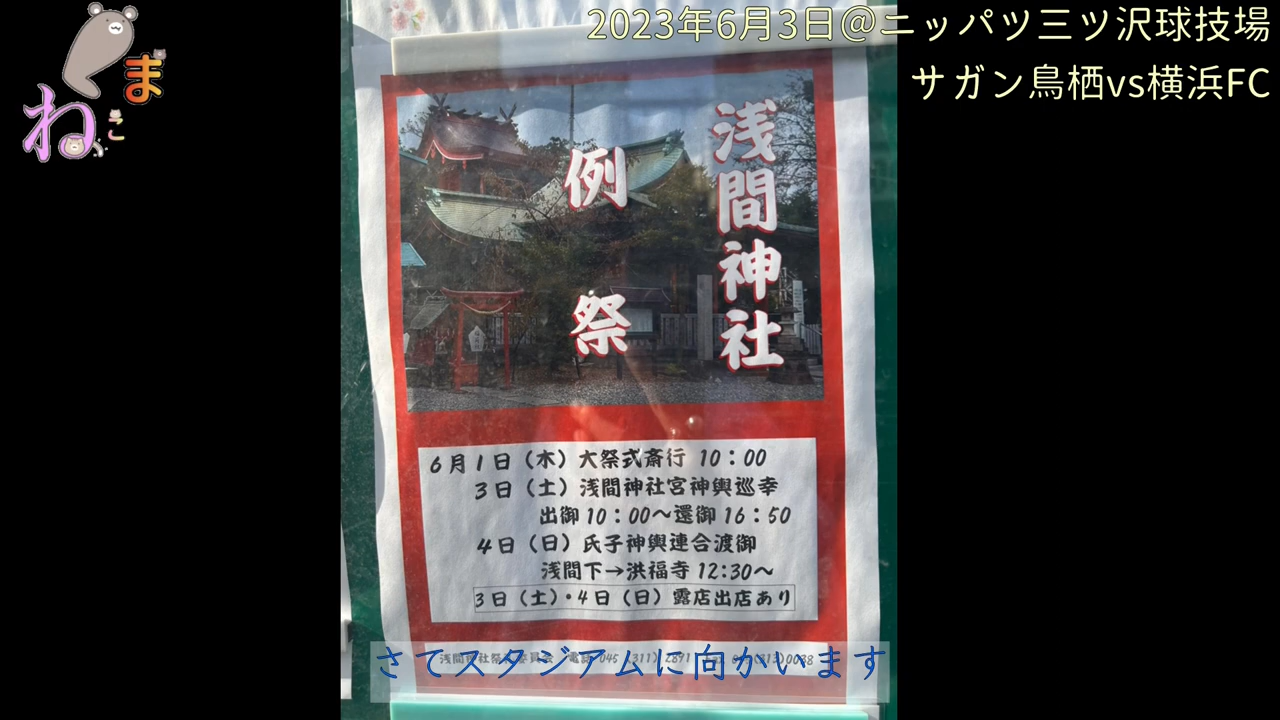 2023年6月3日@ニッパツ三ツ沢球技場
サガン鳥栖vs横浜FC
ねこま
浅間神社
例祭
6月1日（木）大祭式斎行 10：00
3日（土）浅間神社宮神輿巡幸
出御10：00～還御16：50
4日（日）氏子神輿連合渡御
浅間下→洪福寺 12:30～
3日（土）・4日（日）露店出店あり
さてスタジアムに向かいます